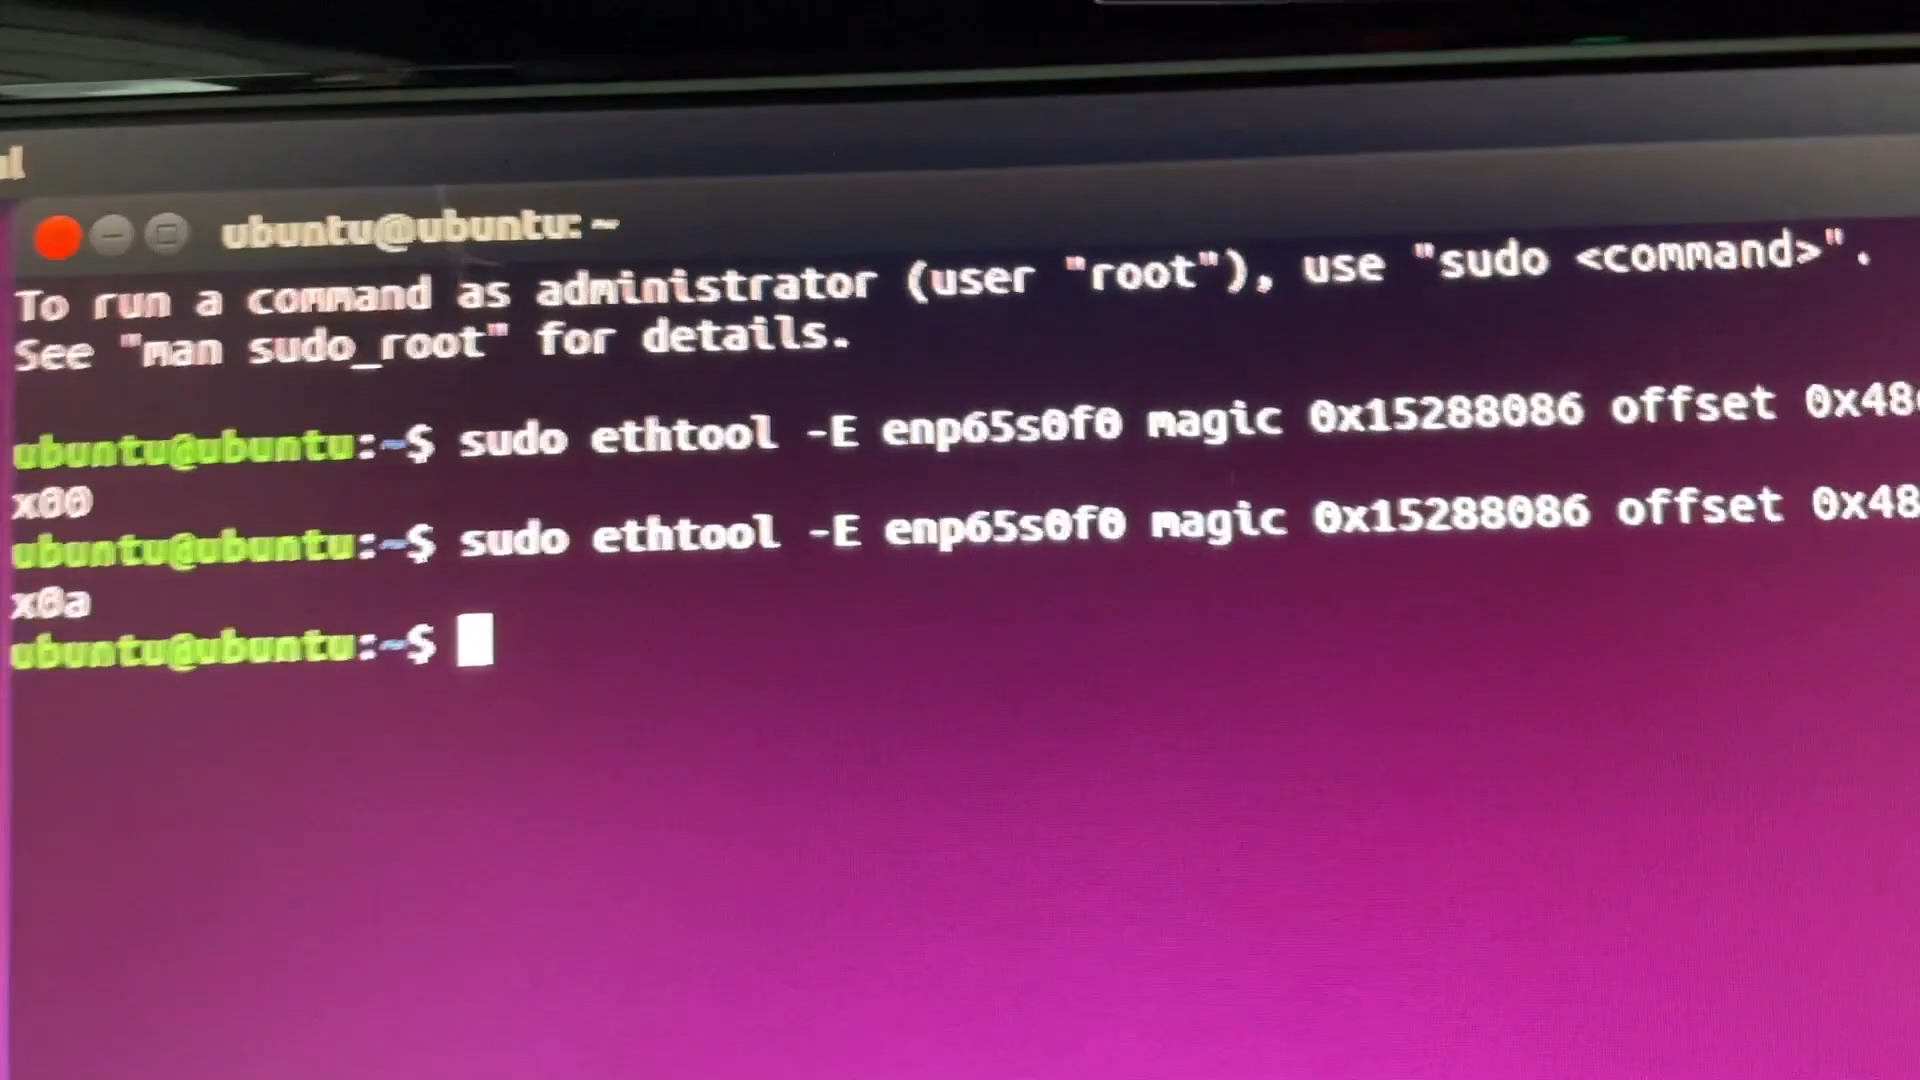 ubuntu@ubuntu: ~
To run a command as administrator (user "root"), use "sudo <command>".
See "man sudo_root" for details.
ubuntu@ubuntu:~$ sudo ethtool -E enp65s0f0 magic 0x15288086 offset 0x48
x00
ubuntu@ubuntu:~$ sudo ethtool -E enp65s0f0 magic 0x15288086 offset 0x48
x0a
ubuntu@ubuntu:~$